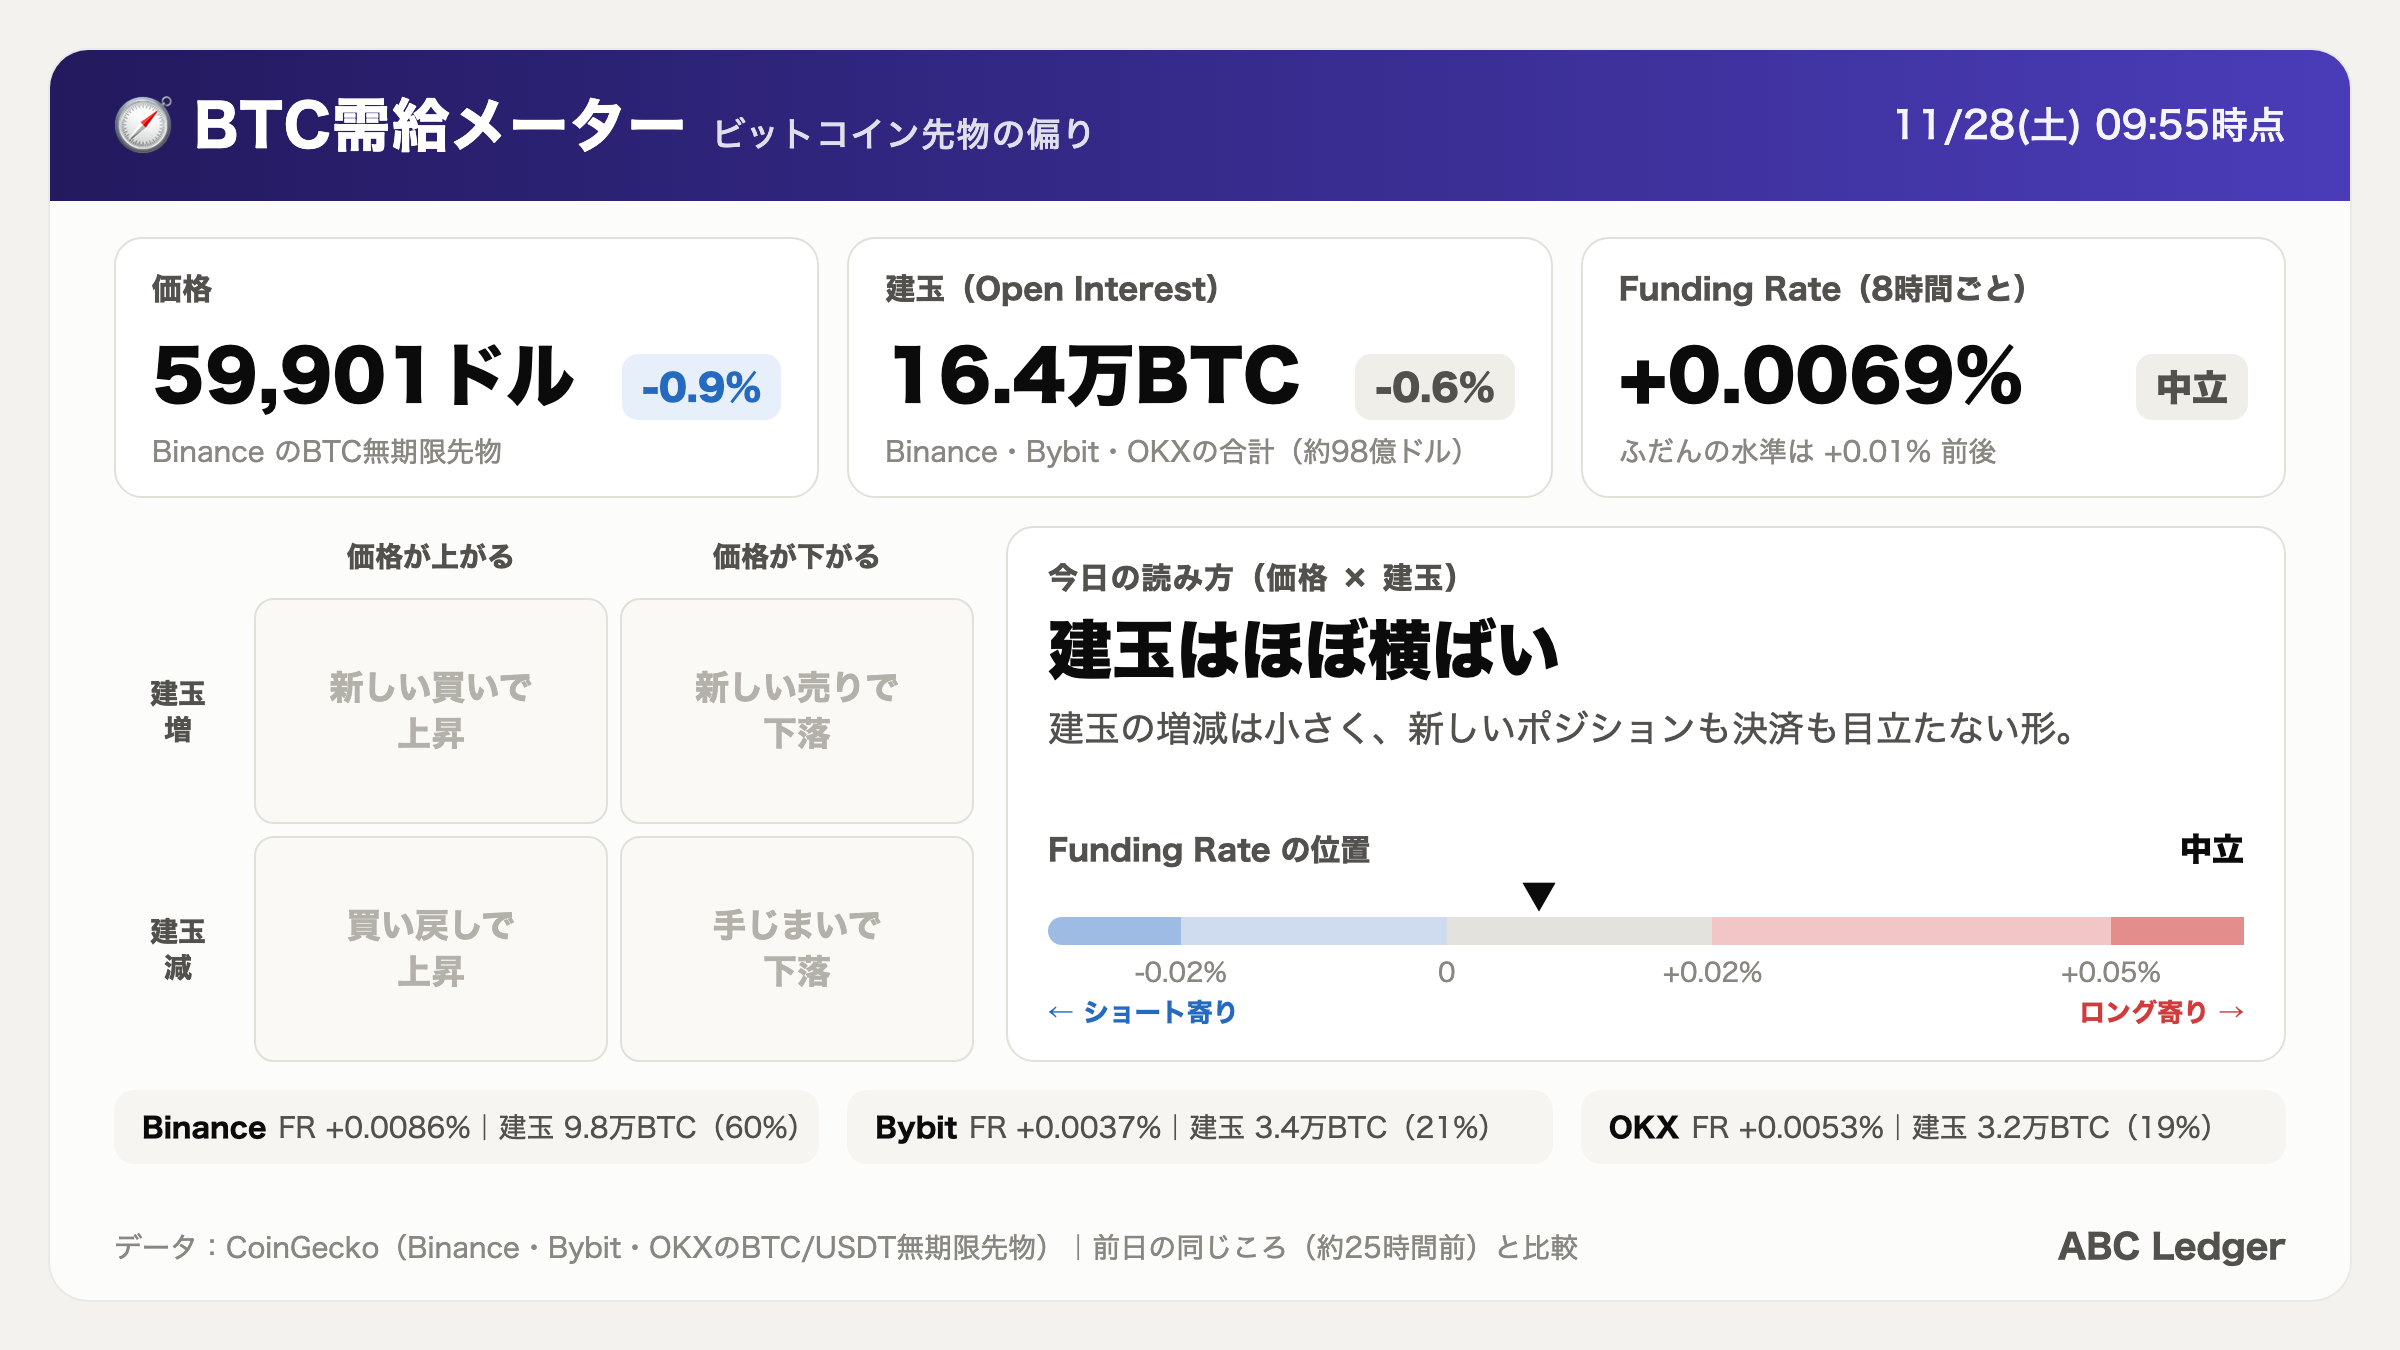 BTC需給メーター ビットコイン先物の偏り
11/28(土) 09:55時点
価格
59,901ドル
-0.9%
Binance のBTC無期限先物
建玉（Open Interest）
16.4万BTC
-0.6%
Binance・Bybit・OKXの合計（約98億ドル）
Funding Rate（8時間ごと）
+0.0069%
中立
ふだんの水準は +0.01% 前後
価格が上がる
価格が下がる
建玉
増
新しい買いで
上昇
新しい売りで
下落
建玉
減
買い戻しで
上昇
手じまいで
下落
今日の読み方（価格 × 建玉）
建玉はほぼ横ばい
建玉の増減は小さく、新しいポジションも決済も目立たない形。
Funding Rate の位置
中立
▼
-0.02%
0
+0.02%
+0.05%
← ショート寄り
ロング寄り →
Binance FR +0.0086%｜建玉 9.8万BTC（60%）
Bybit FR +0.0037%｜建玉 3.4万BTC（21%）
OKX FR +0.0053%｜建玉 3.2万BTC（19%）
データ：CoinGecko（Binance・Bybit・OKXのBTC/USDT無期限先物）｜前日の同じころ（約25時間前）と比較
ABC Ledger